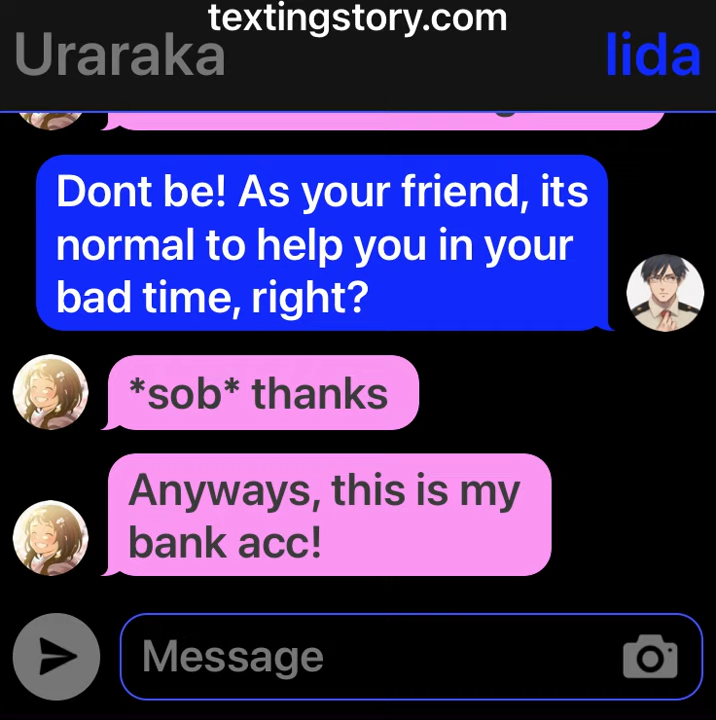 textingstory.com
Uraraka
Iida
Dont be! As your friend, its
normal to help you in your
bad time, right?
*sob* thanks
Anyways, this is my
bank acc!
Message